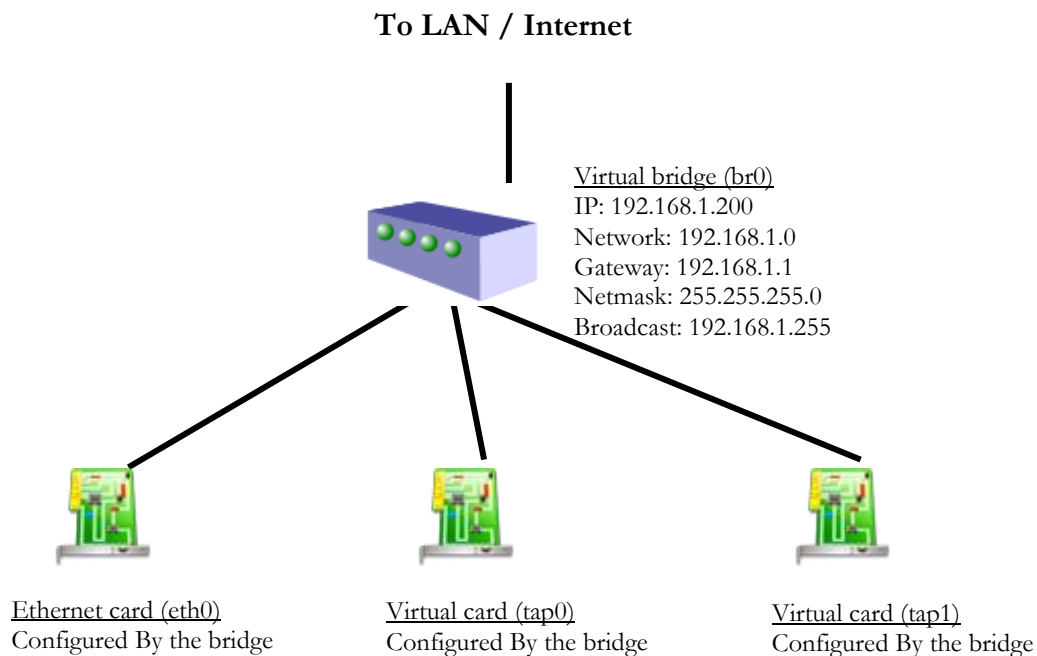 To LAN / Internet
Virtual bridge (br0)
IP: 192.168.1.200
Network: 192.168.1.0
Gateway: 192.168.1.1
Netmask: 255.255.255.0
Broadcast: 192.168.1.255
Ethernet card (eth0)
Configured By the bridge
Virtual card (tap0)
Configured By the bridge
Virtual card (tap1)
Configured By the bridge